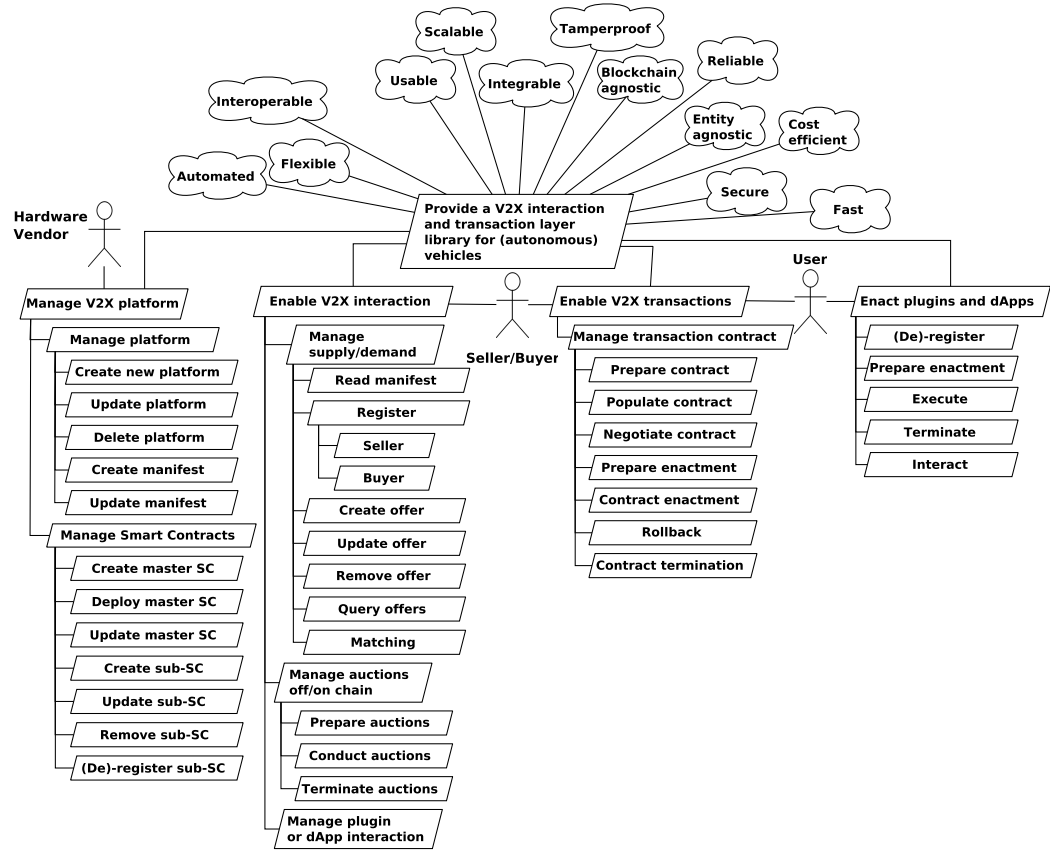 Scalable
Tamperproof
Usable
Integrable
Blockchain
agnostic
Reliable
Interoperable
Entity
agnostic
Cost
efficient
Automated
Flexible
Secure
Fast
Provide a V2X interaction
and transaction layer
library for (autonomous)
vehicles
Hardware
Vendor
User
Seller/Buyer
Manage V2X platform
Manage platform
Create new platform
Update platform
Delete platform
Create manifest
Update manifest
Manage Smart Contracts
Create master SC
Deploy master SC
Update master SC
Create sub-SC
Update sub-SC
Remove sub-SC
(De)-register sub-SC
Enable V2X interaction
Manage
supply/demand
Read manifest
Register
Seller
Buyer
Create offer
Update offer
Remove offer
Query offers
Matching
Manage auctions
off/on chain
Prepare auctions
Conduct auctions
Terminate auctions
Manage plugin
or dApp interaction
Enable V2X transactions
Manage transaction contract
Prepare contract
Populate contract
Negotiate contract
Prepare enactment
Contract enactment
Rollback
Contract termination
Enact plugins and dApps
(De)-register
Prepare enactment
Execute
Terminate
Interact